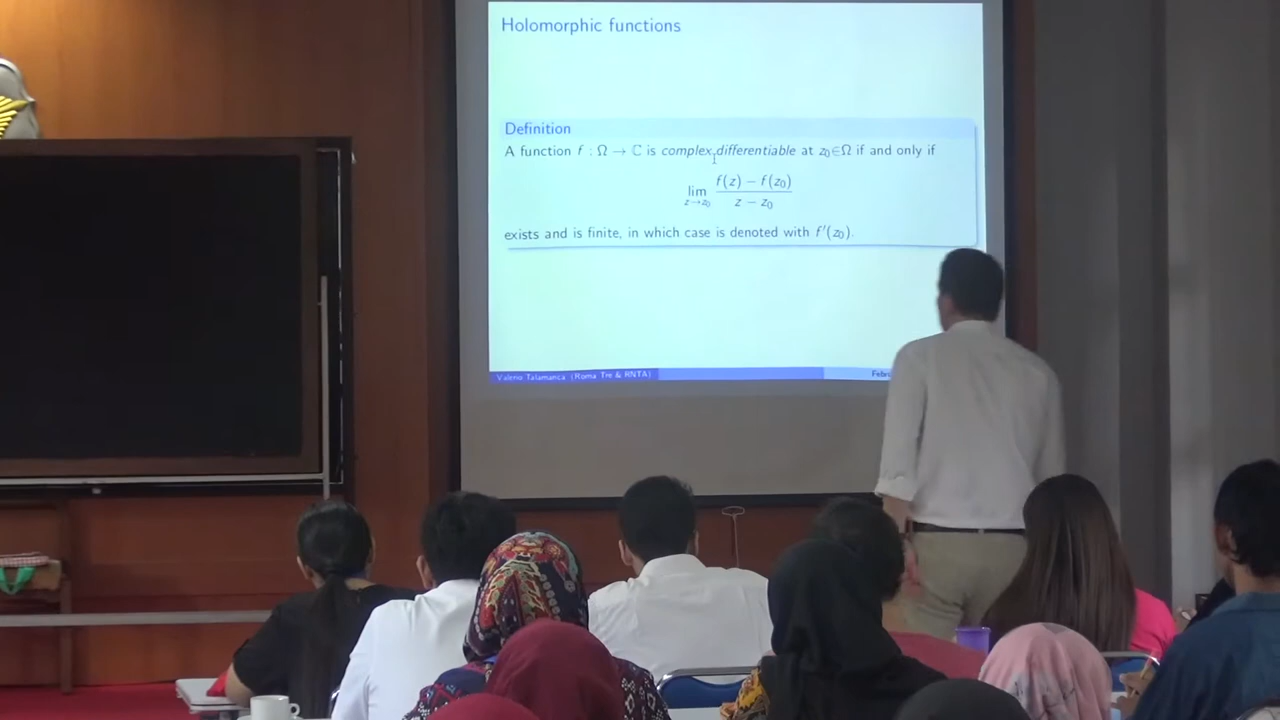 Holomorphic functions
Definition
A function f : Ω → ℂ is complex differentiable at z₀∈Ω if and only if
lim z→z₀ f(z) − f(z₀) / z − z₀
exists and is finite, in which case is denoted with f′(z₀).
Valerio Talamanca (Roma Tre & RNTA)